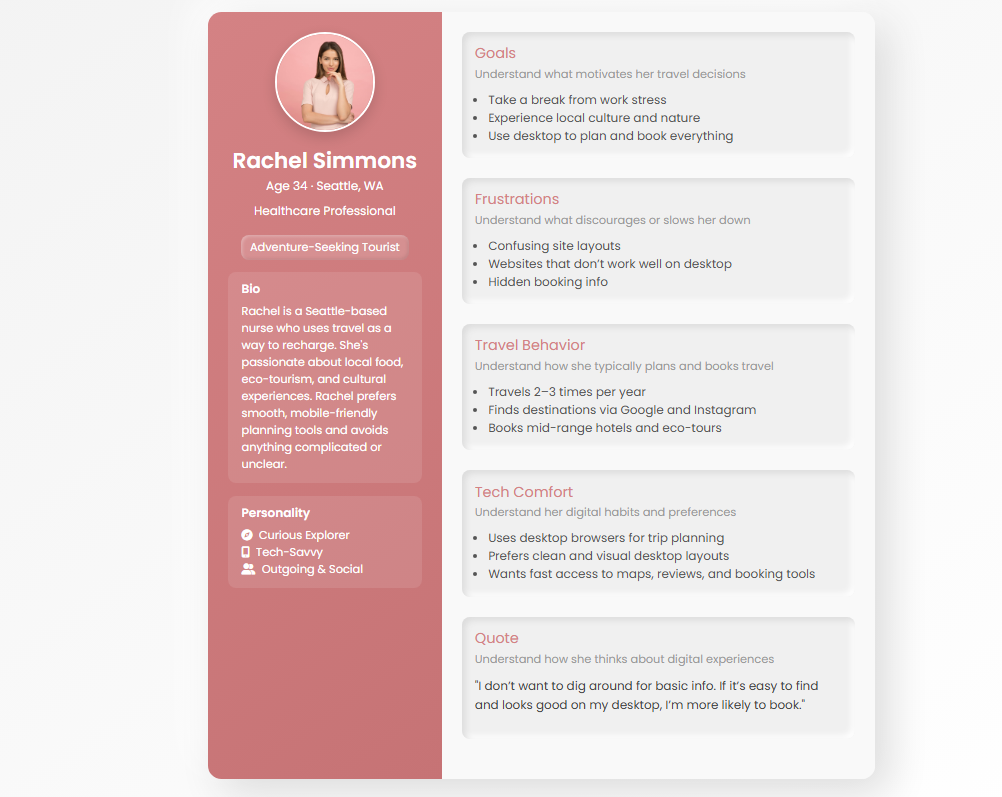 Rachel Simmons
Age 34 · Seattle, WA
Healthcare Professional
Adventure-Seeking Tourist
Bio
Rachel is a Seattle-based
nurse who uses travel as a
way to recharge. She's
passionate about local food,
eco-tourism, and cultural
experiences. Rachel prefers
smooth, mobile-friendly
planning tools and avoids
anything complicated or
unclear.
Personality
Curious Explorer
Tech-Savvy
Outgoing & Social
Goals
Understand what motivates her travel decisions
• Take a break from work stress
• Experience local culture and nature
• Use desktop to plan and book everything
Frustrations
Understand what discourages or slows her down
• Confusing site layouts
• Websites that don’t work well on desktop
• Hidden booking info
Travel Behavior
Understand how she typically plans and books travel
• Travels 2–3 times per year
• Finds destinations via Google and Instagram
• Books mid-range hotels and eco-tours
Tech Comfort
Understand her digital habits and preferences
• Uses desktop browsers for trip planning
• Prefers clean and visual desktop layouts
• Wants fast access to maps, reviews, and booking tools
Quote
Understand how she thinks about digital experiences
"I don’t want to dig around for basic info. If it’s easy to find
and looks good on my desktop, I’m more likely to book."